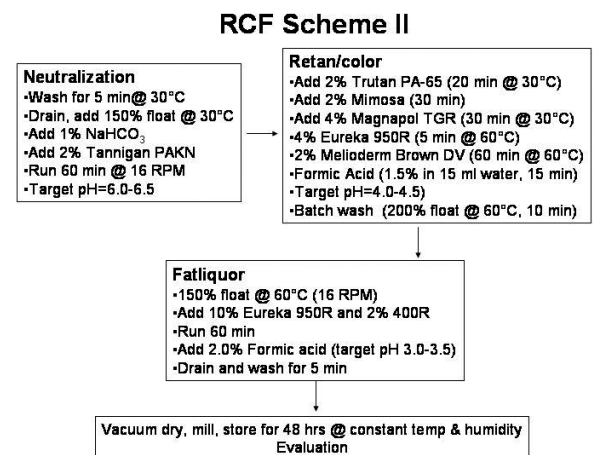 RCF Scheme II
Neutralization
▪Wash for 5 min@ 30°C
▪Drain, add 150% float @ 30°C
▪Add 1% NaHCO₃
▪Add 2% Tannigan PAKN
▪Run 60 min @ 16 RPM
▪Target pH=6.0-6.5
Retan/color
▪Add 2% Trutan PA-65 (20 min @ 30°C)
▪Add 2% Mimosa (30 min)
▪Add 4% Magnapol TGR (30 min @ 30°C)
▪4% Eureka 950R (5 min @ 60°C)
▪2% Melioderm Brown DV (60 min @ 60°C)
▪Formic Acid (1.5% in 15 ml water, 15 min)
▪Target pH=4.0-4.5)
▪Batch wash (200% float @ 60°C, 10 min)
Fatliquor
▪150% float @ 60°C (16 RPM)
▪Add 10% Eureka 950R and 2% 400R
▪Run 60 min
▪Add 2.0% Formic acid (target pH 3.0-3.5)
▪Drain and wash for 5 min
Vacuum dry, mill, store for 48 hrs @ constant temp & humidity
Evaluation